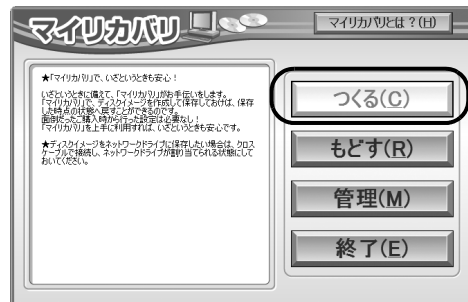 マイリカバリ
マイリカバリとは？(H)
★「マイリカバリ」で、いざというときも安心！
いざというときに備えて、「マイリカバリ」がお手伝いをします。
「マイリカバリ」で、ディスクイメージを作成して保存しておけば、保存
した時点の状態へ戻すことができるのです。
面倒だったご購入時から行った設定は必要なし！
「マイリカバリ」を上手に利用すれば、いざというときも安心です。
★ディスクイメージをネットワークドライブに保存したい場合は、クロス
ケーブルで接続し、ネットワークドライブが割り当てられる状態にして
おいてください。
つくる(C)
もどす(R)
管理(M)
終了(E)